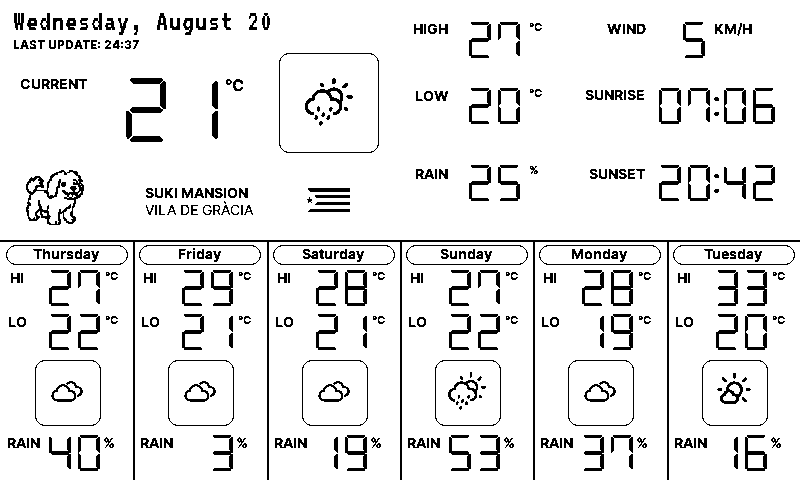 Wednesday, August 20
LAST UPDATE: 24:37
CURRENT 21 °C
SUKI MANSION
VILA DE GRÀCIA
HIGH 27 °C
LOW 20 °C
RAIN 25 %
WIND 5 KM/H
SUNRISE 07:06
SUNSET 20:42
Thursday
HI 27 °C
LO 22 °C
RAIN 40 %
Friday
HI 29 °C
LO 21 °C
RAIN 3 %
Saturday
HI 28 °C
LO 21 °C
RAIN 19 %
Sunday
HI 27 °C
LO 22 °C
RAIN 53 %
Monday
HI 28 °C
LO 19 °C
RAIN 37 %
Tuesday
HI 33 °C
LO 20 °C
RAIN 16 %